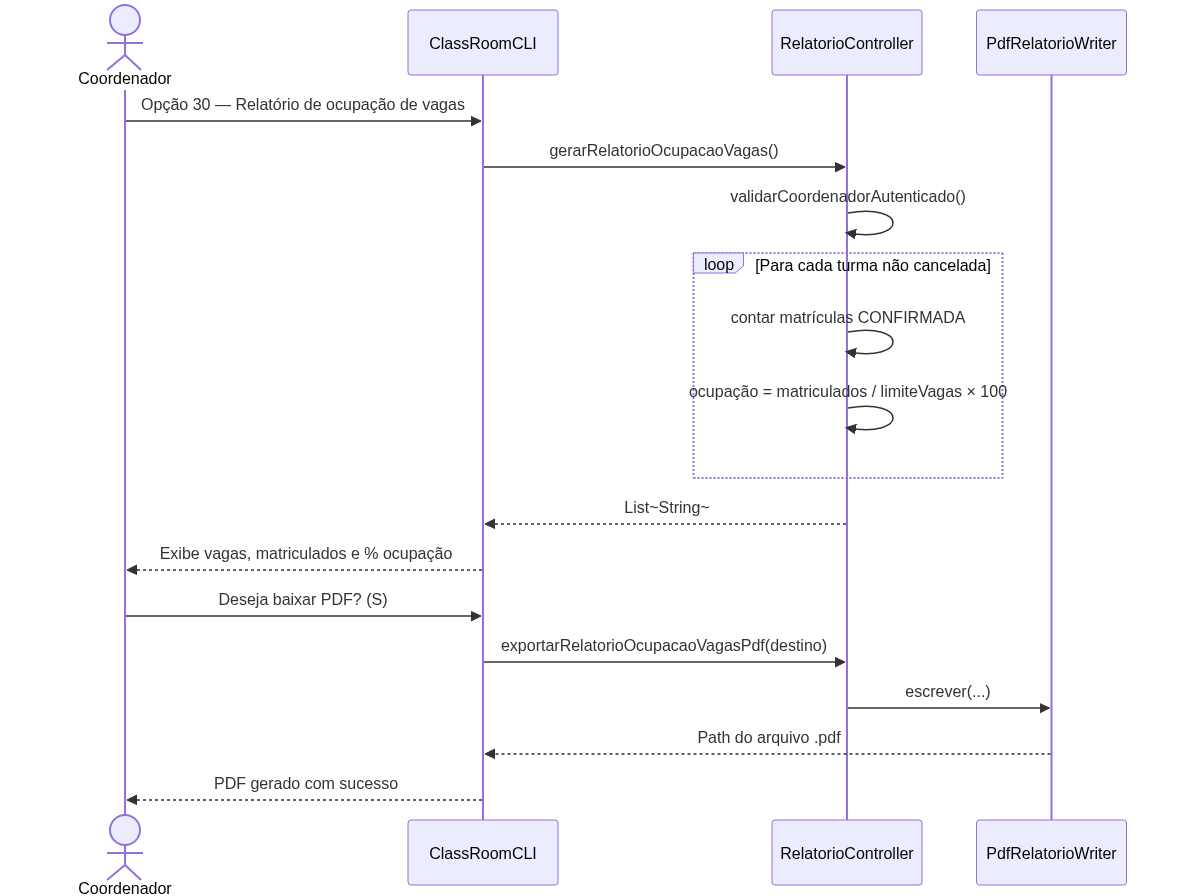 Coordenador
ClassRoomCLI
RelatorioController
PdfRelatorioWriter
Opção 30 — Relatório de ocupação de vagas
gerarRelatorioOcupacaoVagas()
validarCoordenadorAutenticado()
loop
[Para cada turma não cancelada]
contar matrículas CONFIRMADA
ocupação = matriculados / limiteVagas × 100
List~String~
Exibe vagas, matriculados e % ocupação
Deseja baixar PDF? (S)
exportarRelatorioOcupacaoVagasPdf(destino)
escrever(...)
Path do arquivo .pdf
PDF gerado com sucesso
Coordenador
ClassRoomCLI
RelatorioController
PdfRelatorioWriter